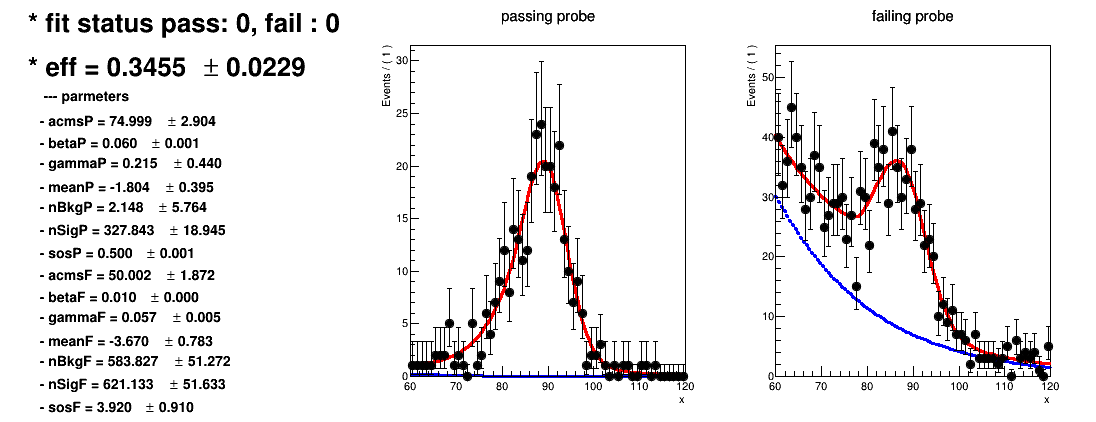 * fit status pass: 0, fail : 0
* eff = 0.3455 ± 0.0229
--- parmeters
- acmsP = 74.999 ± 2.904
- betaP = 0.060 ± 0.001
- gammaP = 0.215 ± 0.440
- meanP = -1.804 ± 0.395
- nBkgP = 2.148 ± 5.764
- nSigP = 327.843 ± 18.945
- sosP = 0.500 ± 0.001
- acmsF = 50.002 ± 1.872
- betaF = 0.010 ± 0.000
- gammaF = 0.057 ± 0.005
- meanF = -3.670 ± 0.783
- nBkgF = 583.827 ± 51.272
- nSigF = 621.133 ± 51.633
- sosF = 3.920 ± 0.910
passing probe
Events / ( 1 )
30
25
20
15
10
5
0
60 70 80 90 100 110 120
x
failing probe
Events / ( 1 )
50
40
30
20
10
0
60 70 80 90 100 110 120
x